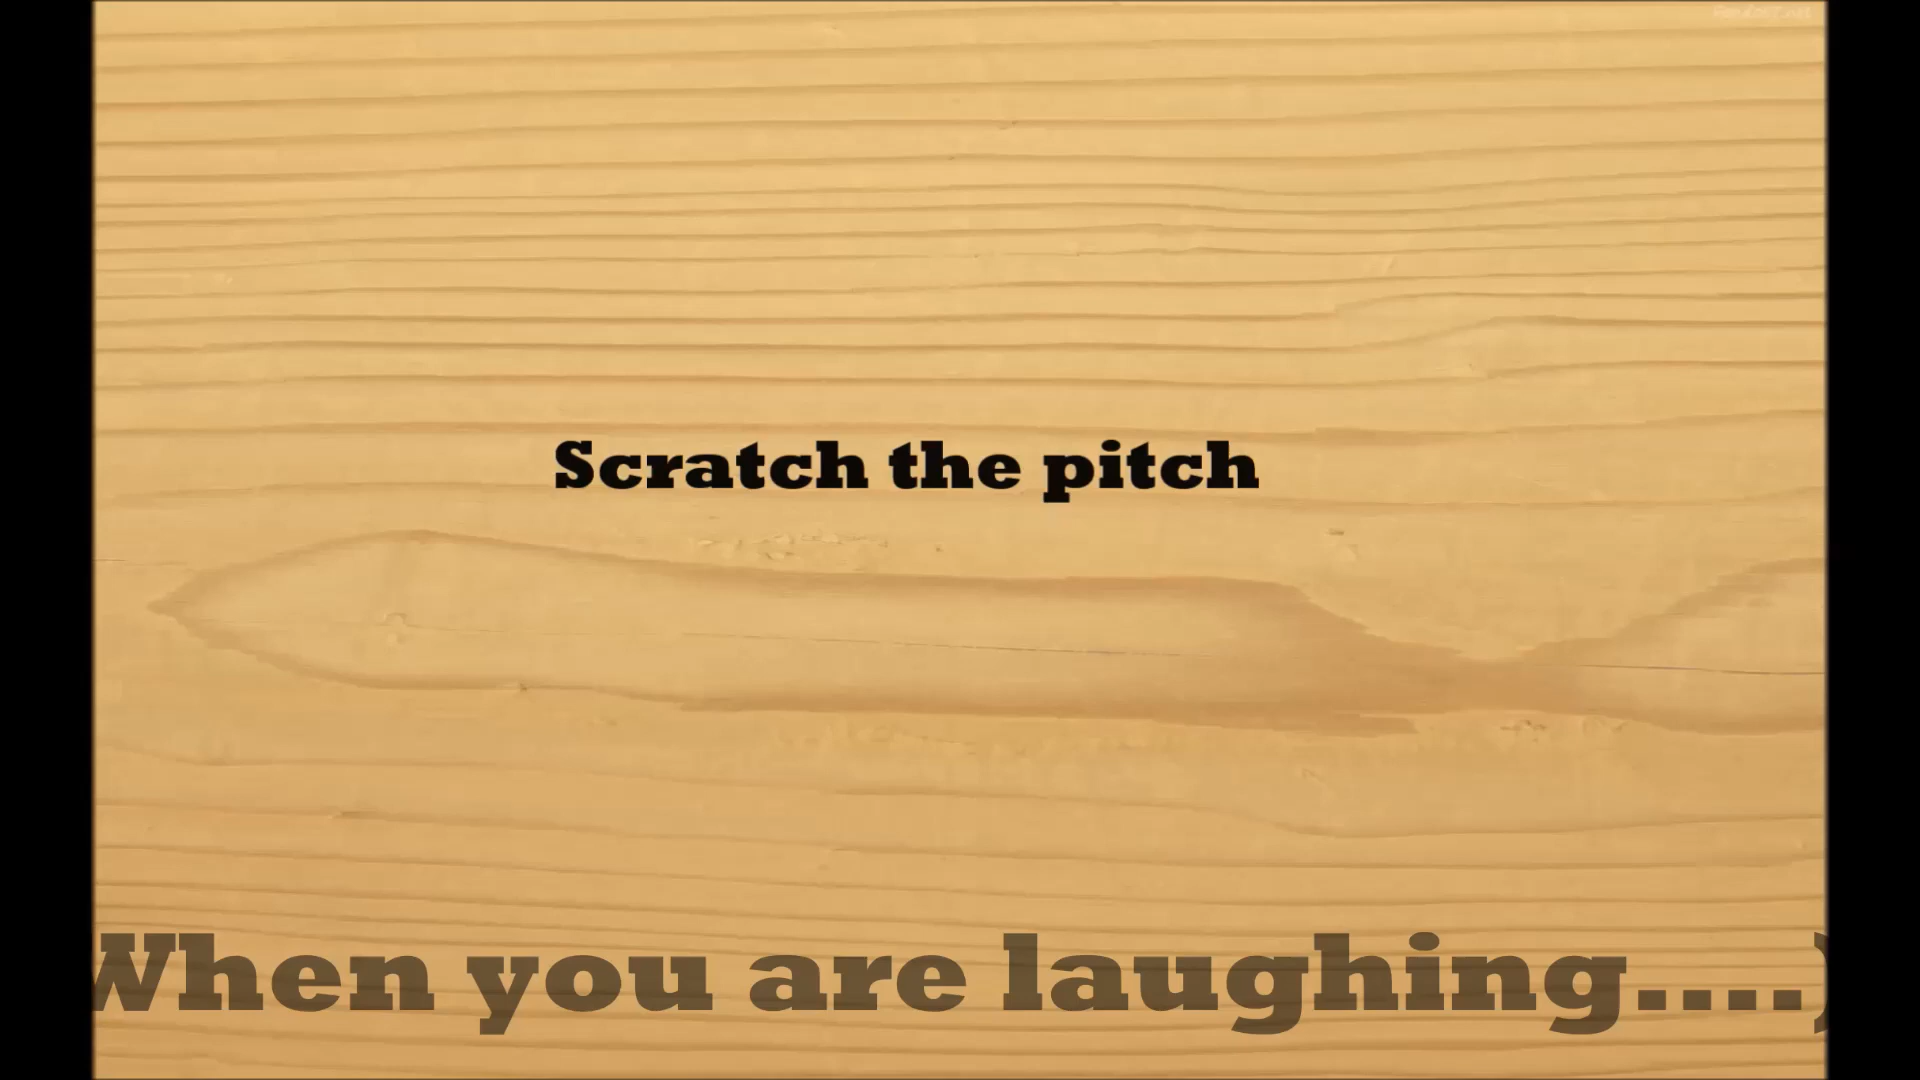 Scratch the pitch
When you are laughing....)